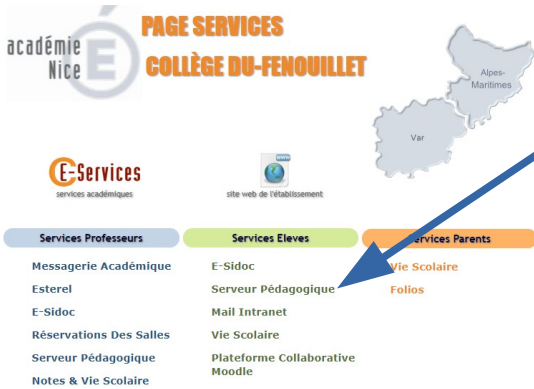 académie
Nice
E
PAGE SERVICES
COLLÈGE DU-FENOUILLET
Alpes-
Maritimes
Var
E-Services
services académiques
www
site web de l'établissement
Services Professeurs
Messagerie Académique
Esterel
E-Sidoc
Réservations Des Salles
Serveur Pédagogique
Notes & Vie Scolaire
Services Eleves
E-Sidoc
Serveur Pédagogique
Mail Intranet
Vie Scolaire
Plateforme Collaborative
Moodle
Services Parents
Vie Scolaire
Folios